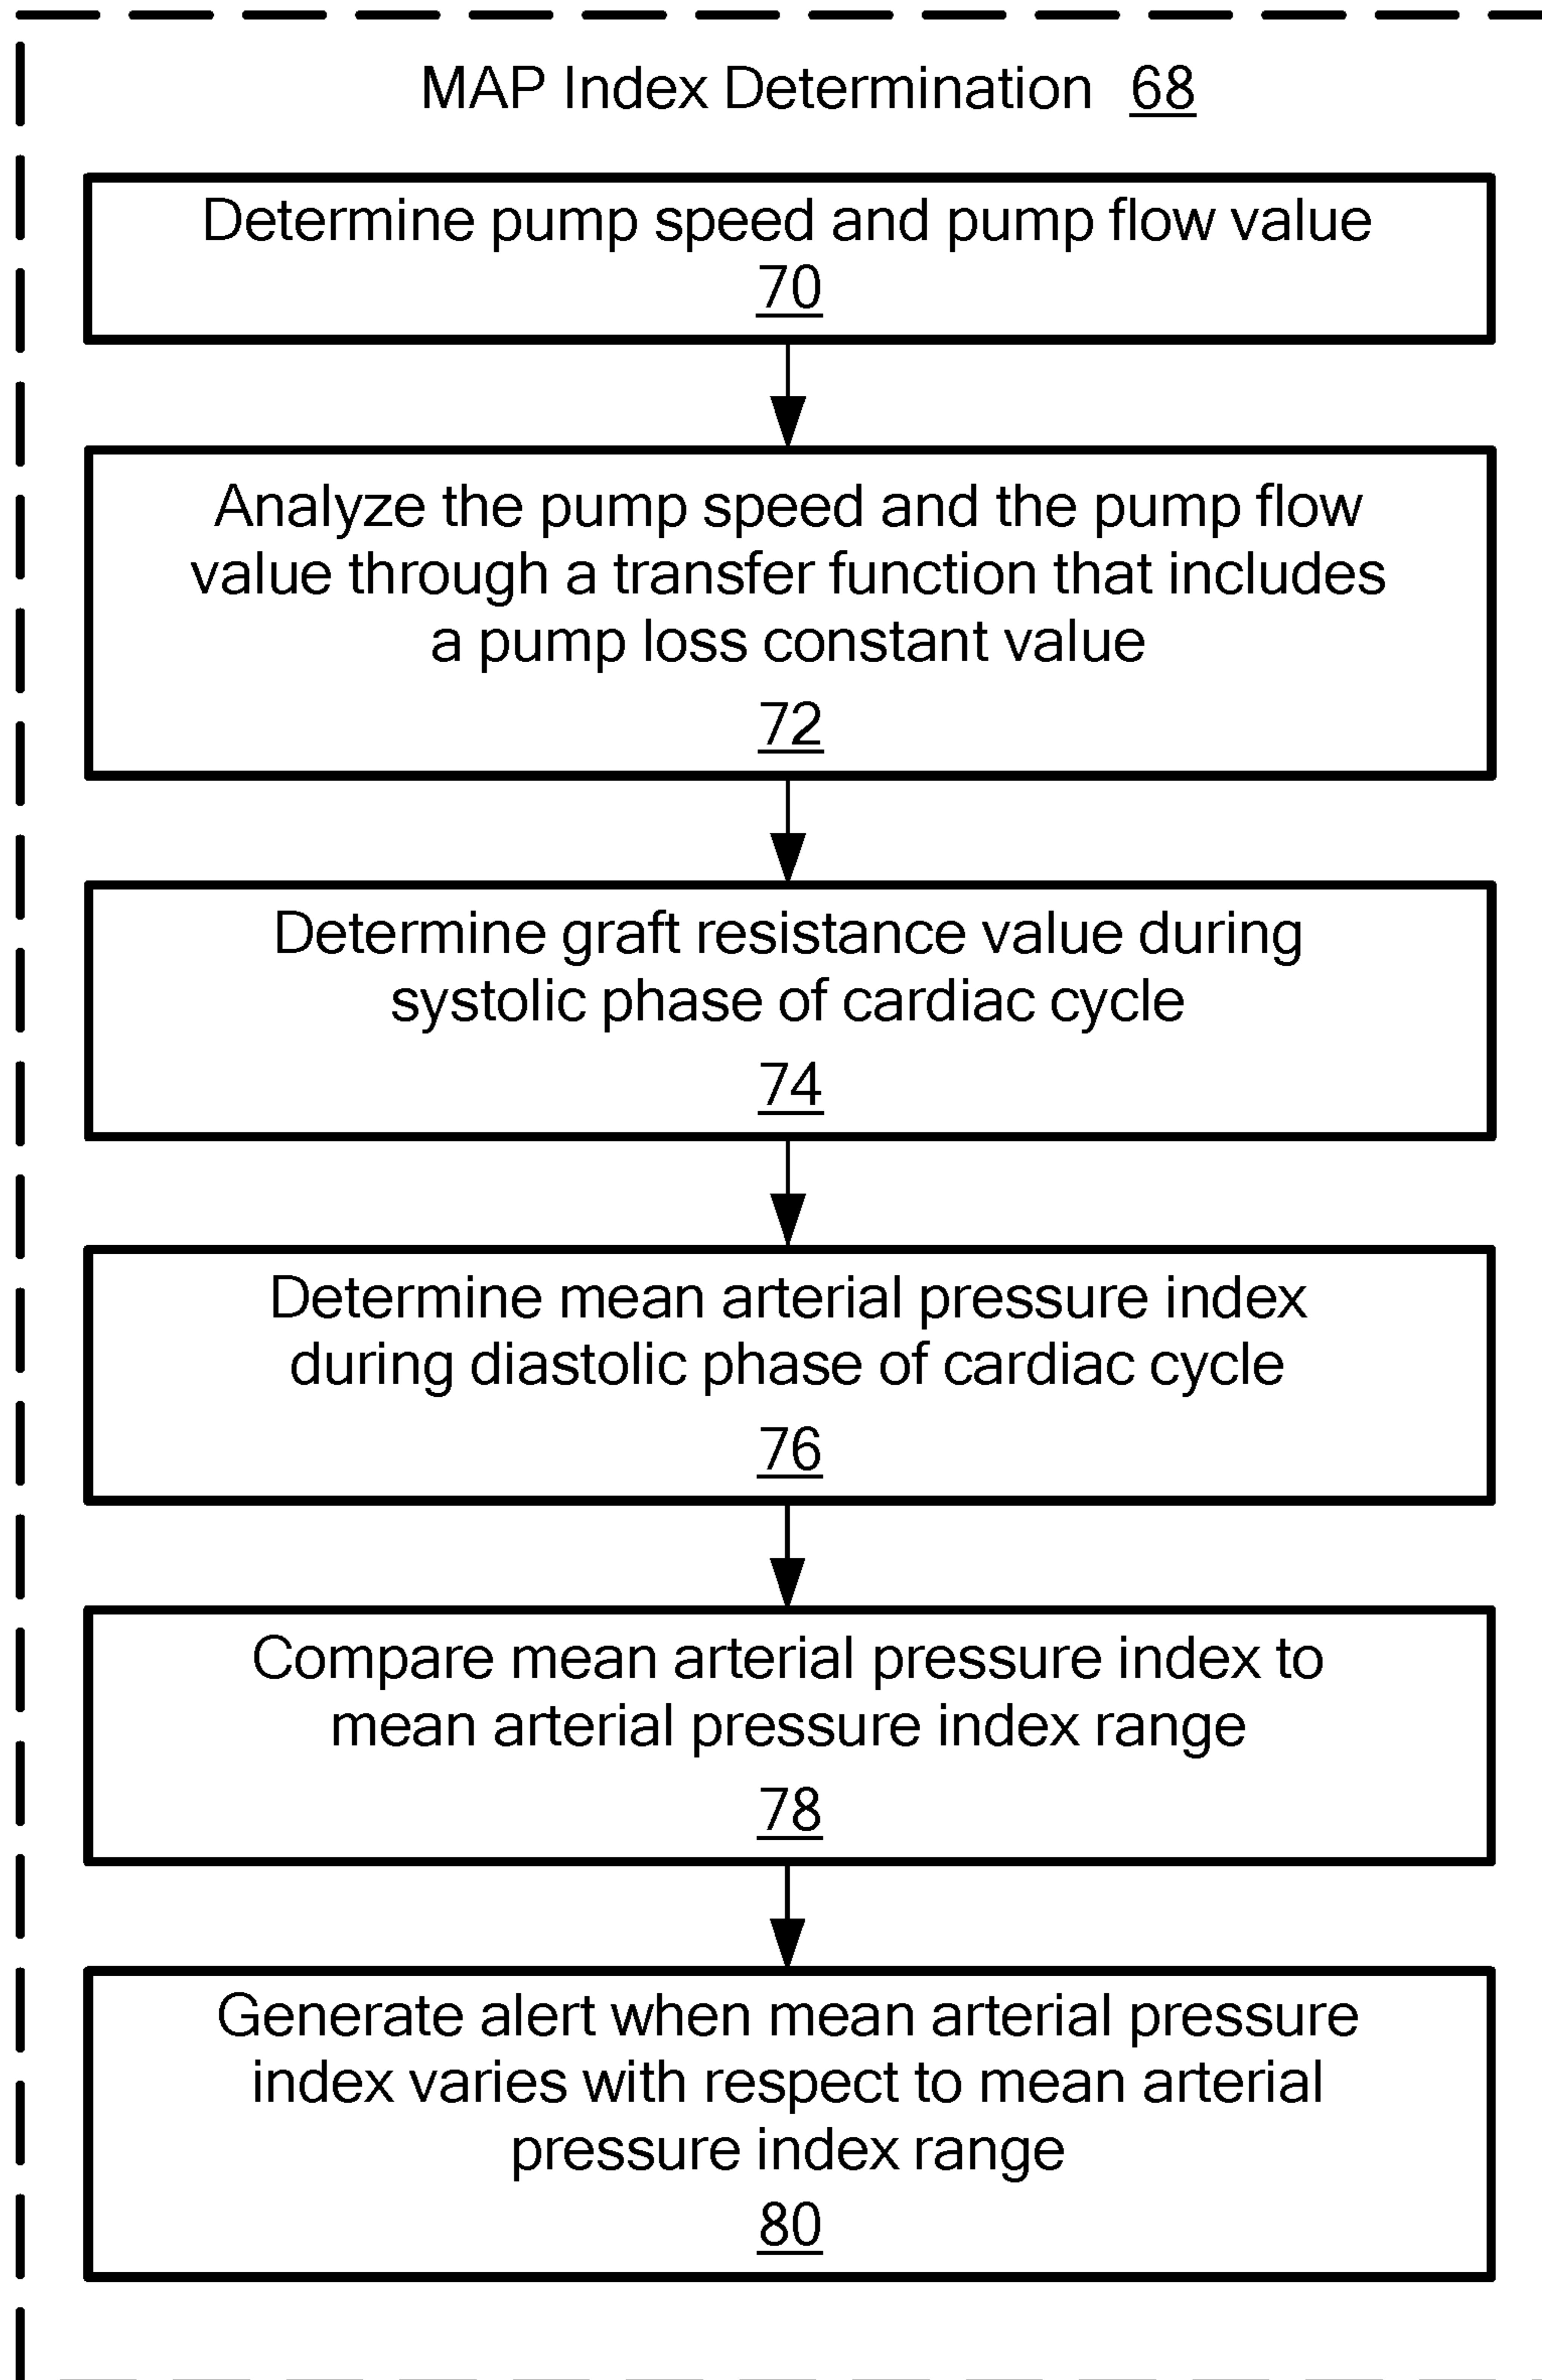 MAP Index Determination 68
Determine pump speed and pump flow value
70
Analyze the pump speed and the pump flow
value through a transfer function that includes
a pump loss constant value
72
Determine graft resistance value during
systolic phase of cardiac cycle
74
Determine mean arterial pressure index
during diastolic phase of cardiac cycle
76
Compare mean arterial pressure index to
mean arterial pressure index range
78
Generate alert when mean arterial pressure
index varies with respect to mean arterial
pressure index range
80